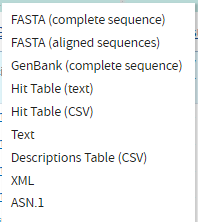 FASTA (complete sequence)
FASTA (aligned sequences)
GenBank (complete sequence)
Hit Table (text)
Hit Table (CSV)
Text
Descriptions Table (CSV)
XML
ASN.1